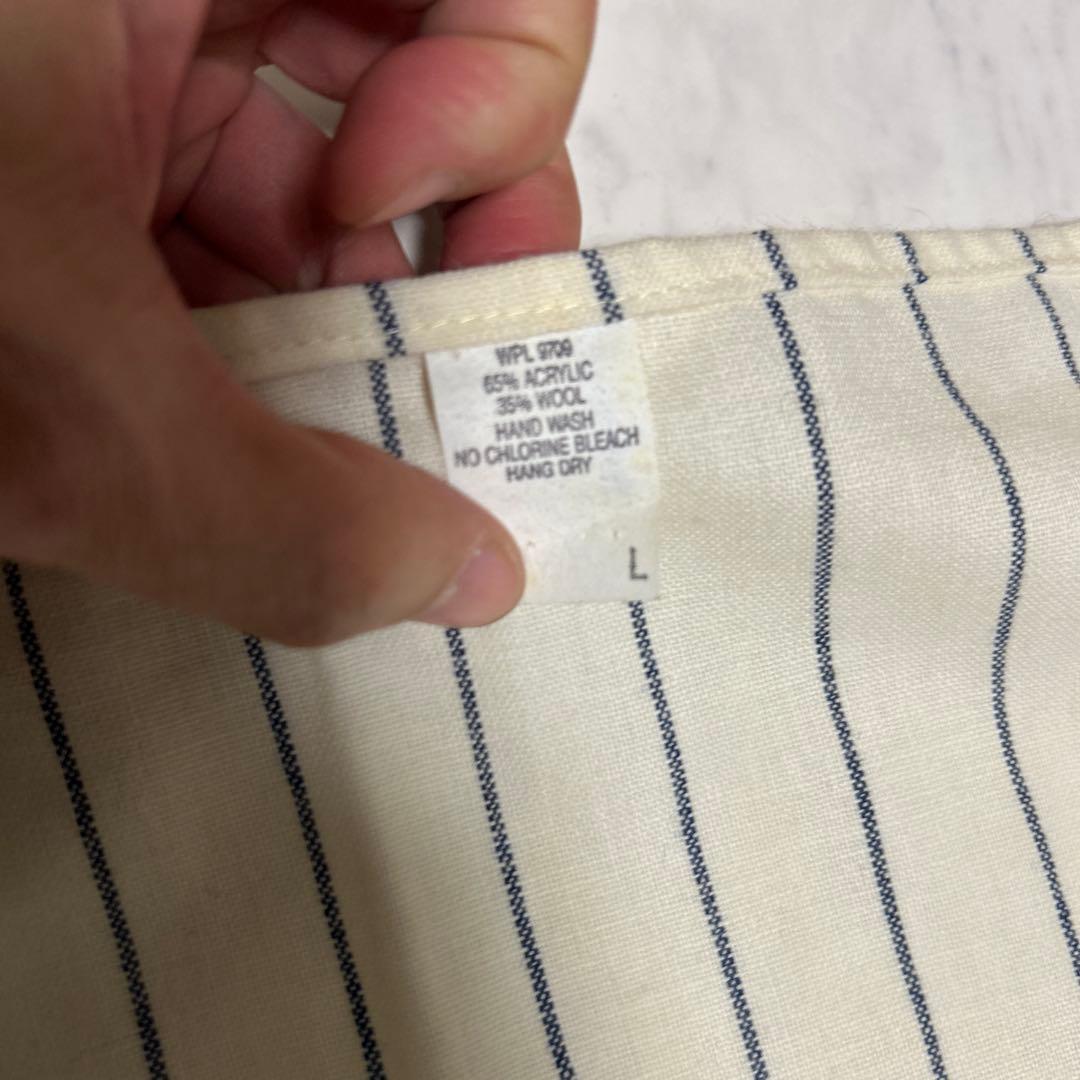 WPL 9709
65% ACRYLIC
35% WOOL
HAND WASH
NO CHLORINE BLEACH
HANG DRY
L